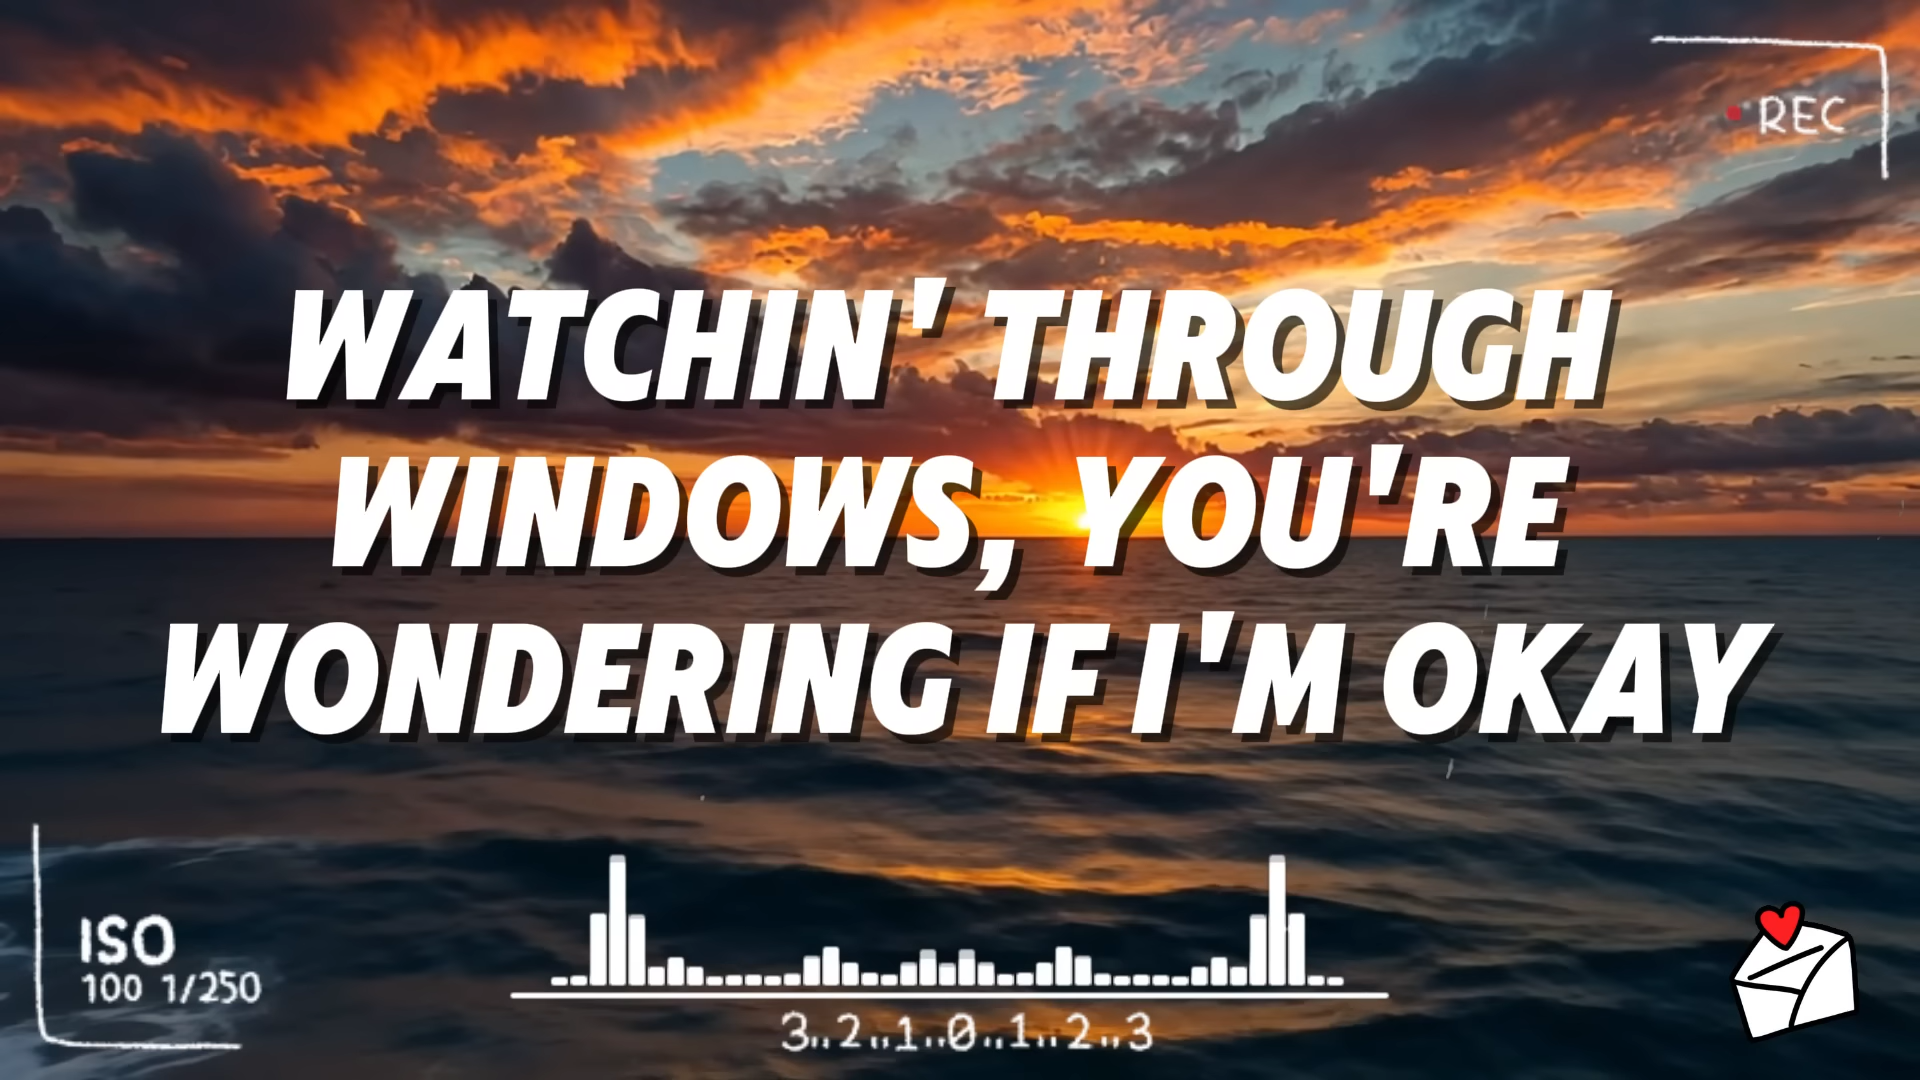 REC
WATCHIN' THROUGH
WINDOWS, YOU'RE
WONDERING IF I'M OKAY
ISO
100 1/250
3..2..1..0..1..2..3